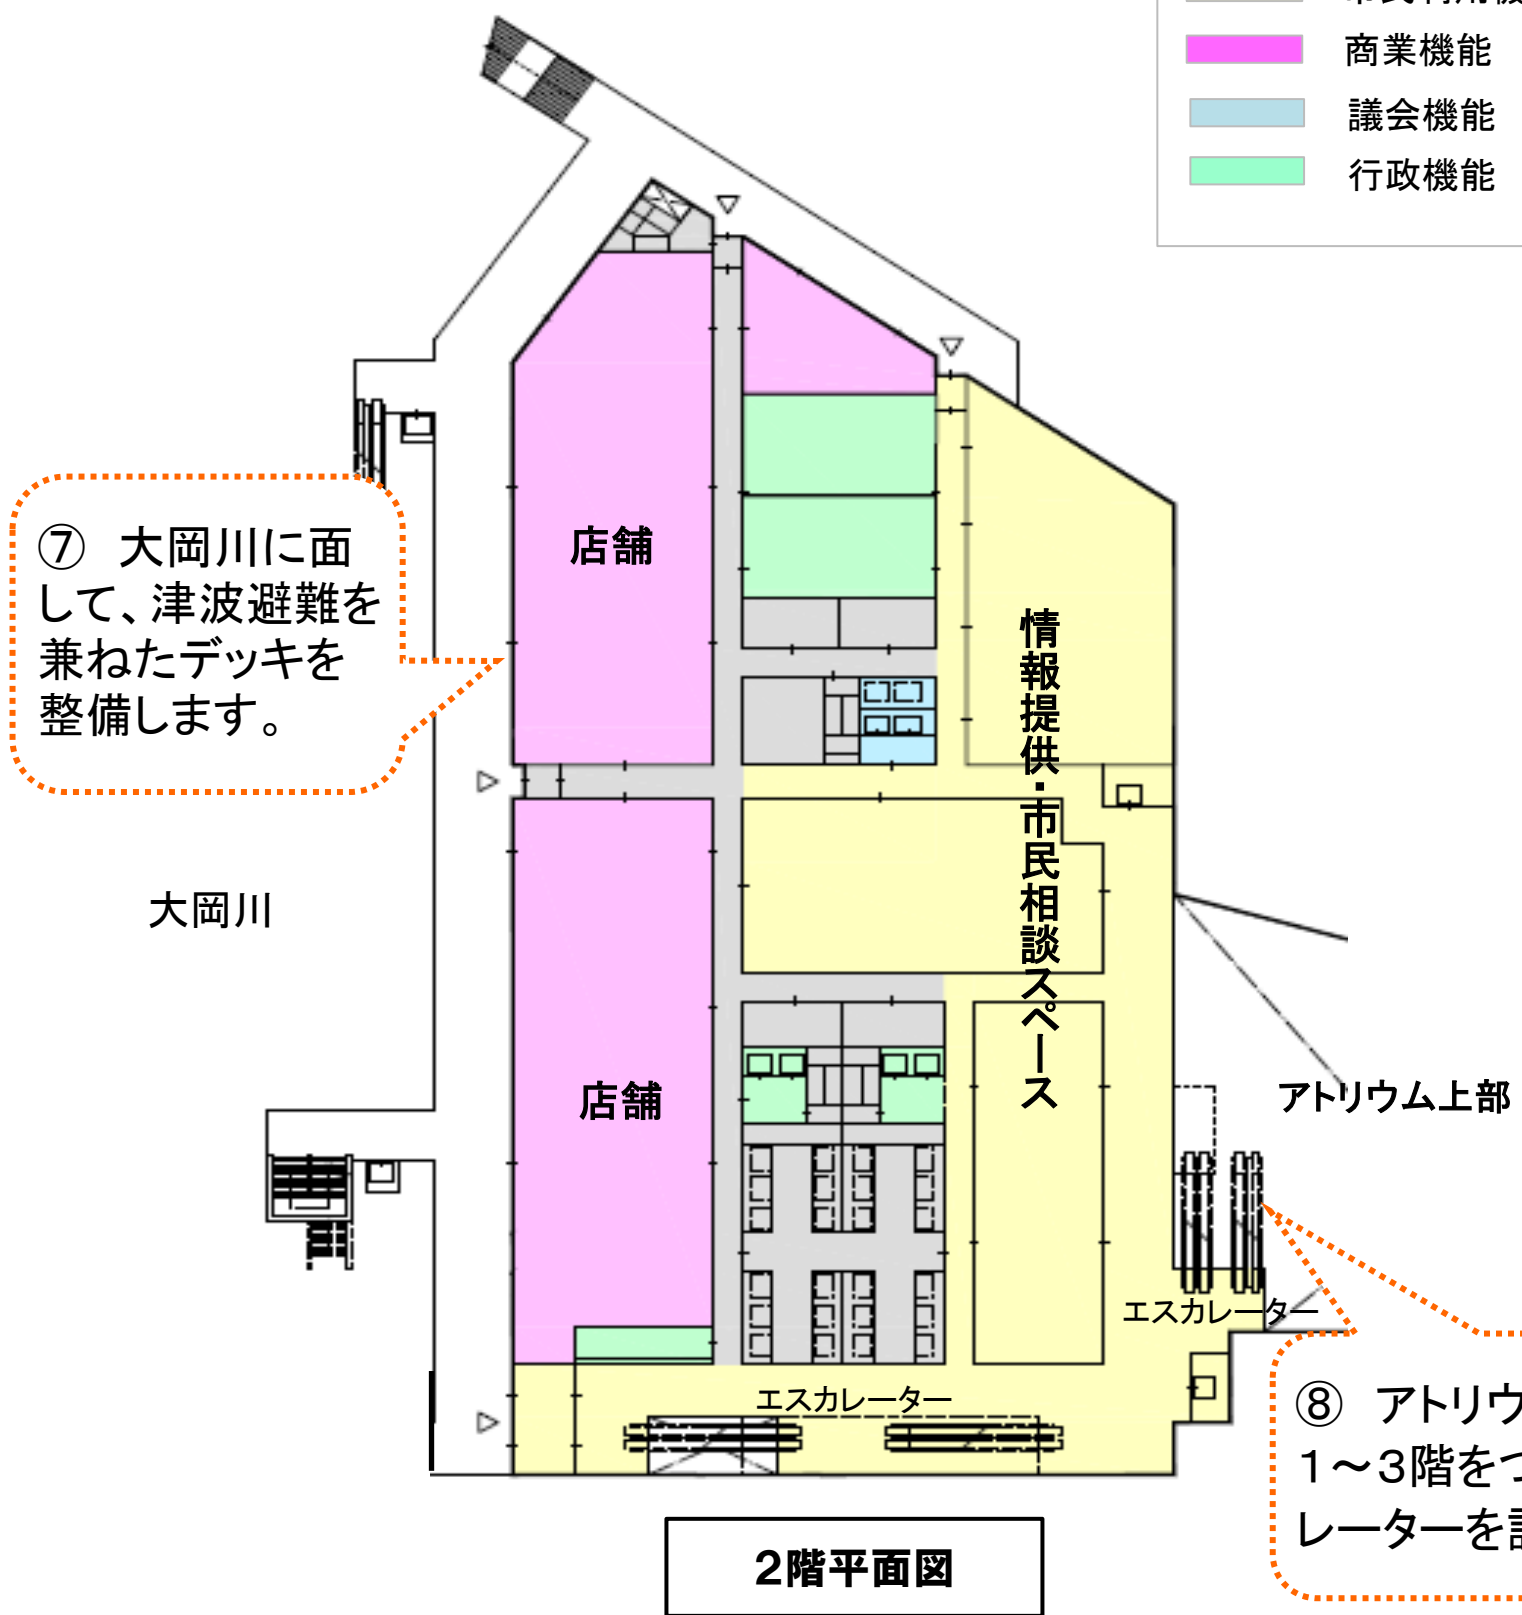 商業機能
議会機能
行政機能
⑦　大岡川に面
して、津波避難を
兼ねたデッキを
整備します。
店舗
情報提供・市民相談スペース
大岡川
店舗
アトリウム上部
エスカレーター
エスカレーター
⑧　アトリウ
１～３階をつ
レーターを
２階平面図